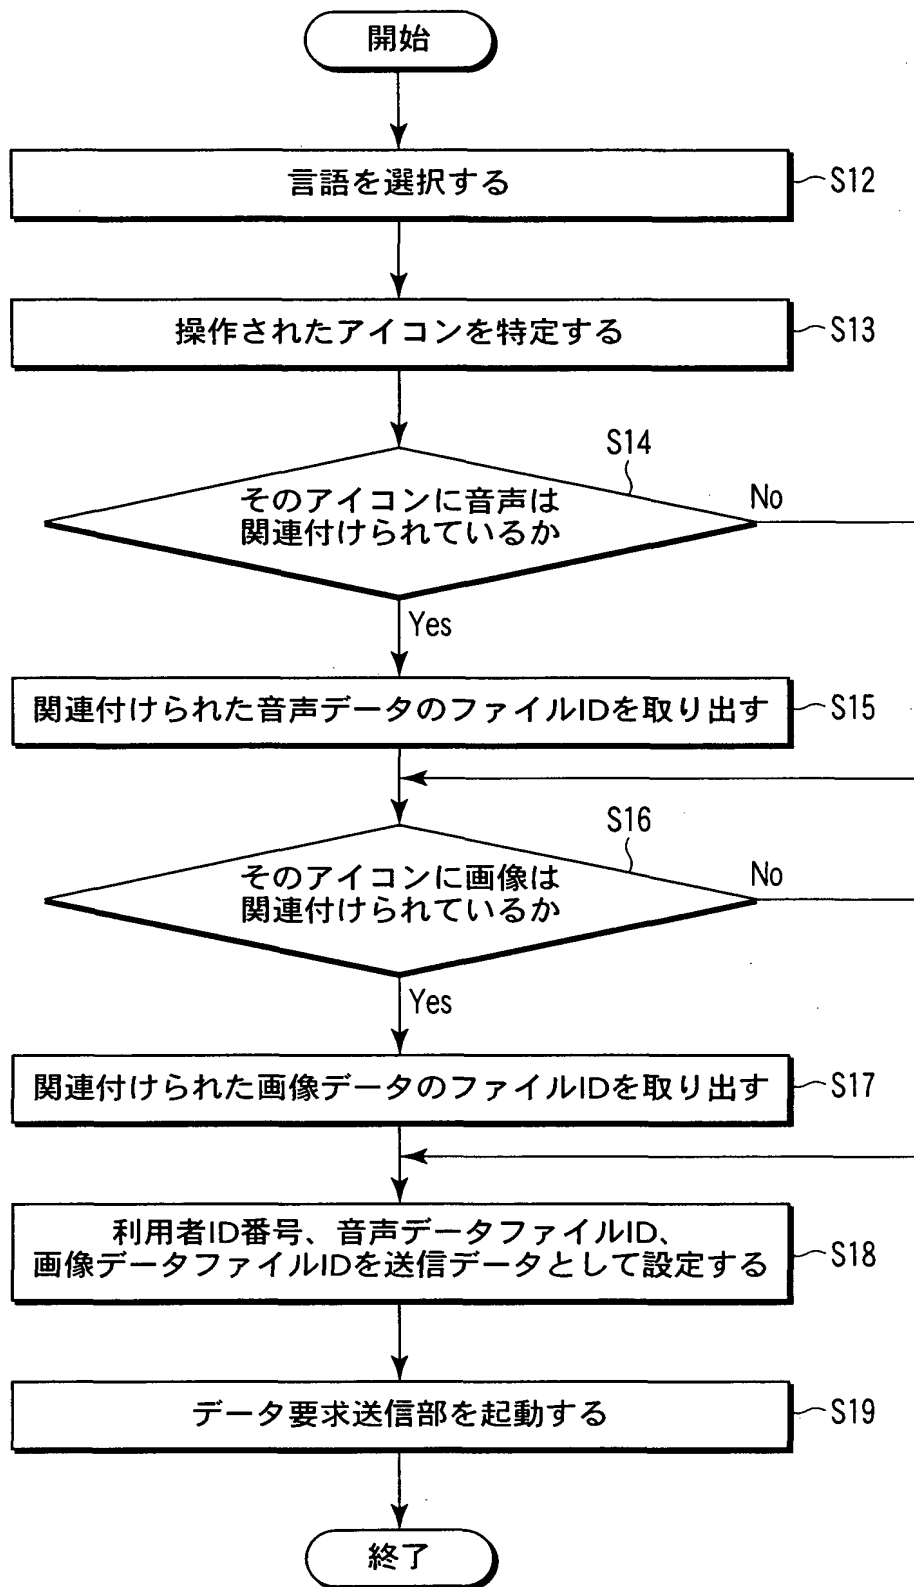 開始
言語を選択する
S12
操作されたアイコンを特定する
S13
S14
そのアイコンに音声は
関連付けられているか
No
Yes
関連付けられた音声データのファイルIDを取り出す
S15
S16
そのアイコンに画像は
関連付けられているか
No
Yes
関連付けられた画像データのファイルIDを取り出す
S17
利用者ID番号、音声データファイルID、
画像データファイルIDを送信データとして設定する
S18
データ要求送信部を起動する
S19
終了